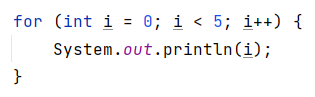 for (int i = 0; i < 5; i++) {
    System.out.println(i);
}